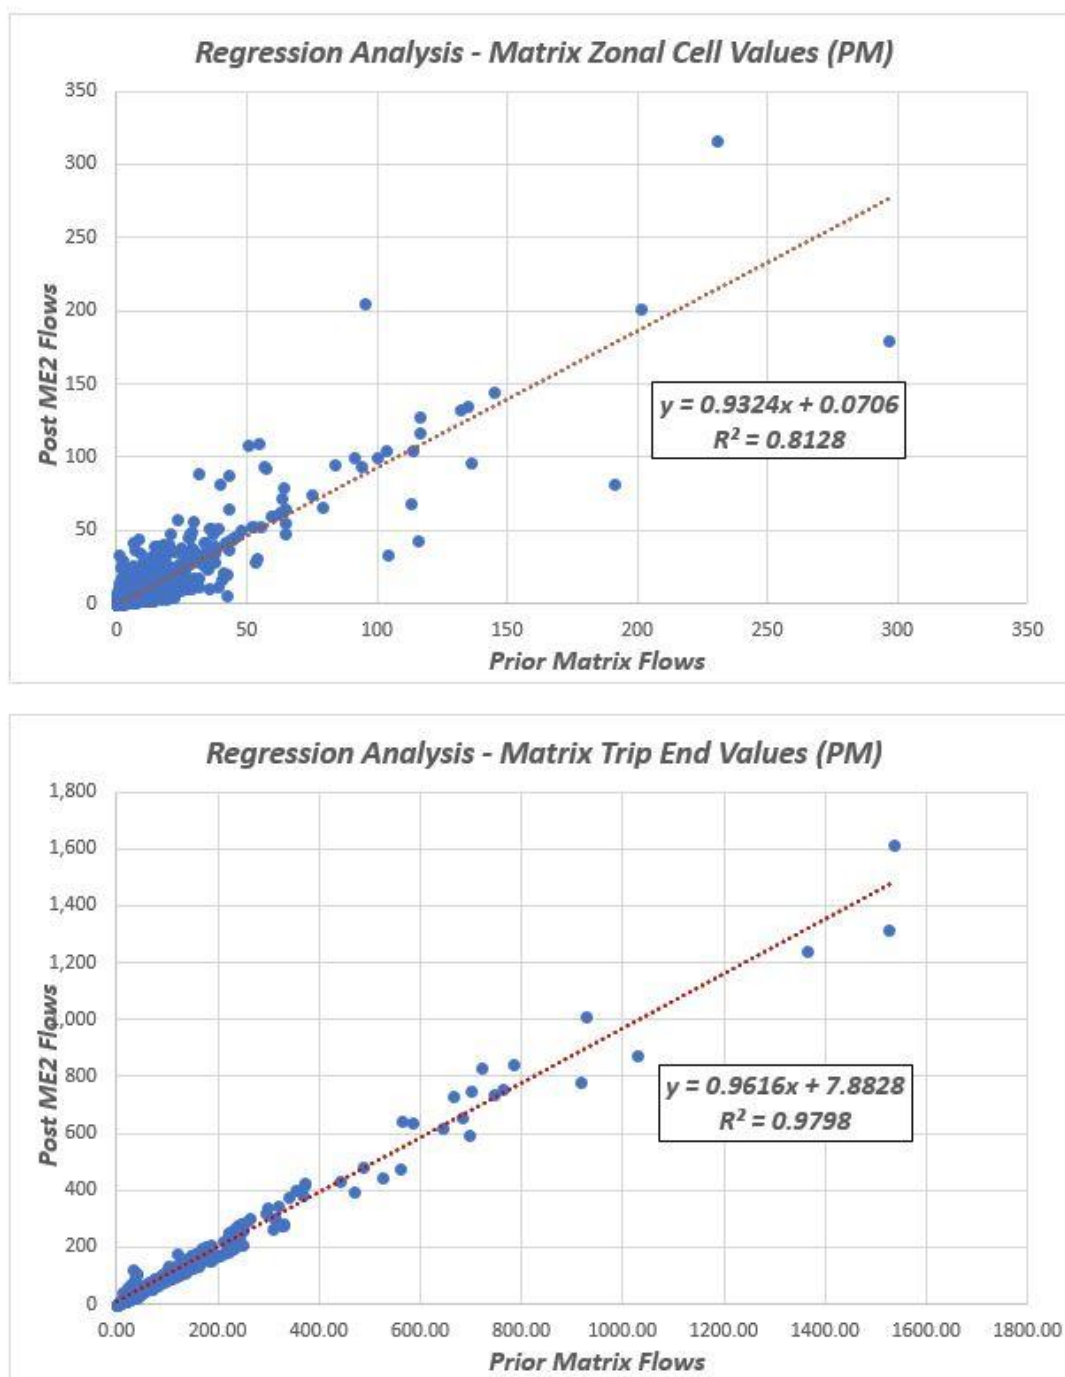 Regression Analysis - Matrix Zonal Cell Values (PM)
350
300
250
200
150
100
50
0
Post ME2 Flows
y = 0.9324x + 0.0706
R² = 0.8128
0 50 100 150 200 250 300 350
Prior Matrix Flows
Regression Analysis - Matrix Trip End Values (PM)
1,800
1,600
1,400
1,200
1,000
800
600
400
200
0
Post ME2 Flows
y = 0.9616x + 7.8828
R² = 0.9798
0.00 200.00 400.00 600.00 800.00 1000.00 1200.00 1400.00 1600.00 1800.00
Prior Matrix Flows